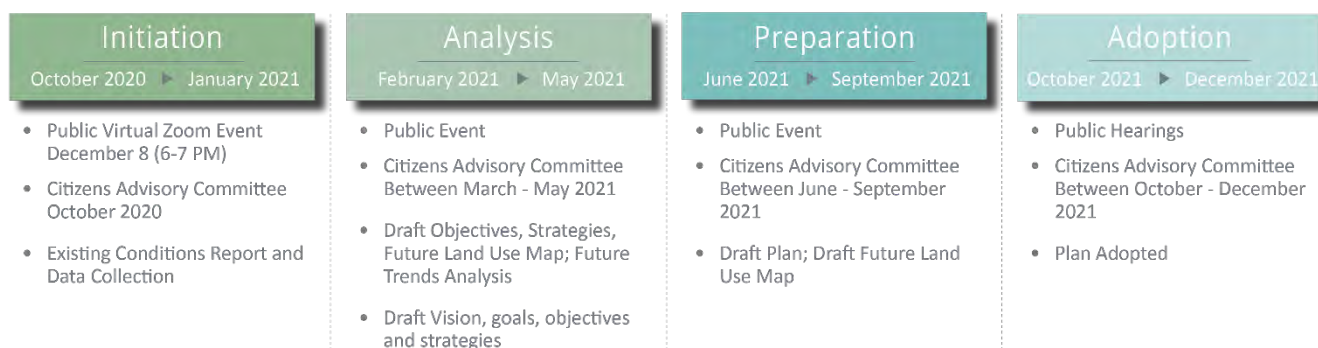 Initiation
October 2020 ▶ January 2021
• Public Virtual Zoom Event
December 8 (6-7 PM)
• Citizens Advisory Committee
October 2020
• Existing Conditions Report and
Data Collection
Analysis
February 2021 ▶ May 2021
• Public Event
• Citizens Advisory Committee
Between March - May 2021
• Draft Objectives, Strategies,
Future Land Use Map; Future
Trends Analysis
• Draft Vision, goals, objectives
and strategies
Preparation
June 2021 ▶ September 2021
• Public Event
• Citizens Advisory Committee
Between June - September
2021
• Draft Plan; Draft Future Land
Use Map
Adoption
October 2021 ▶ December 2021
• Public Hearings
• Citizens Advisory Committee
Between October - December
2021
• Plan Adopted